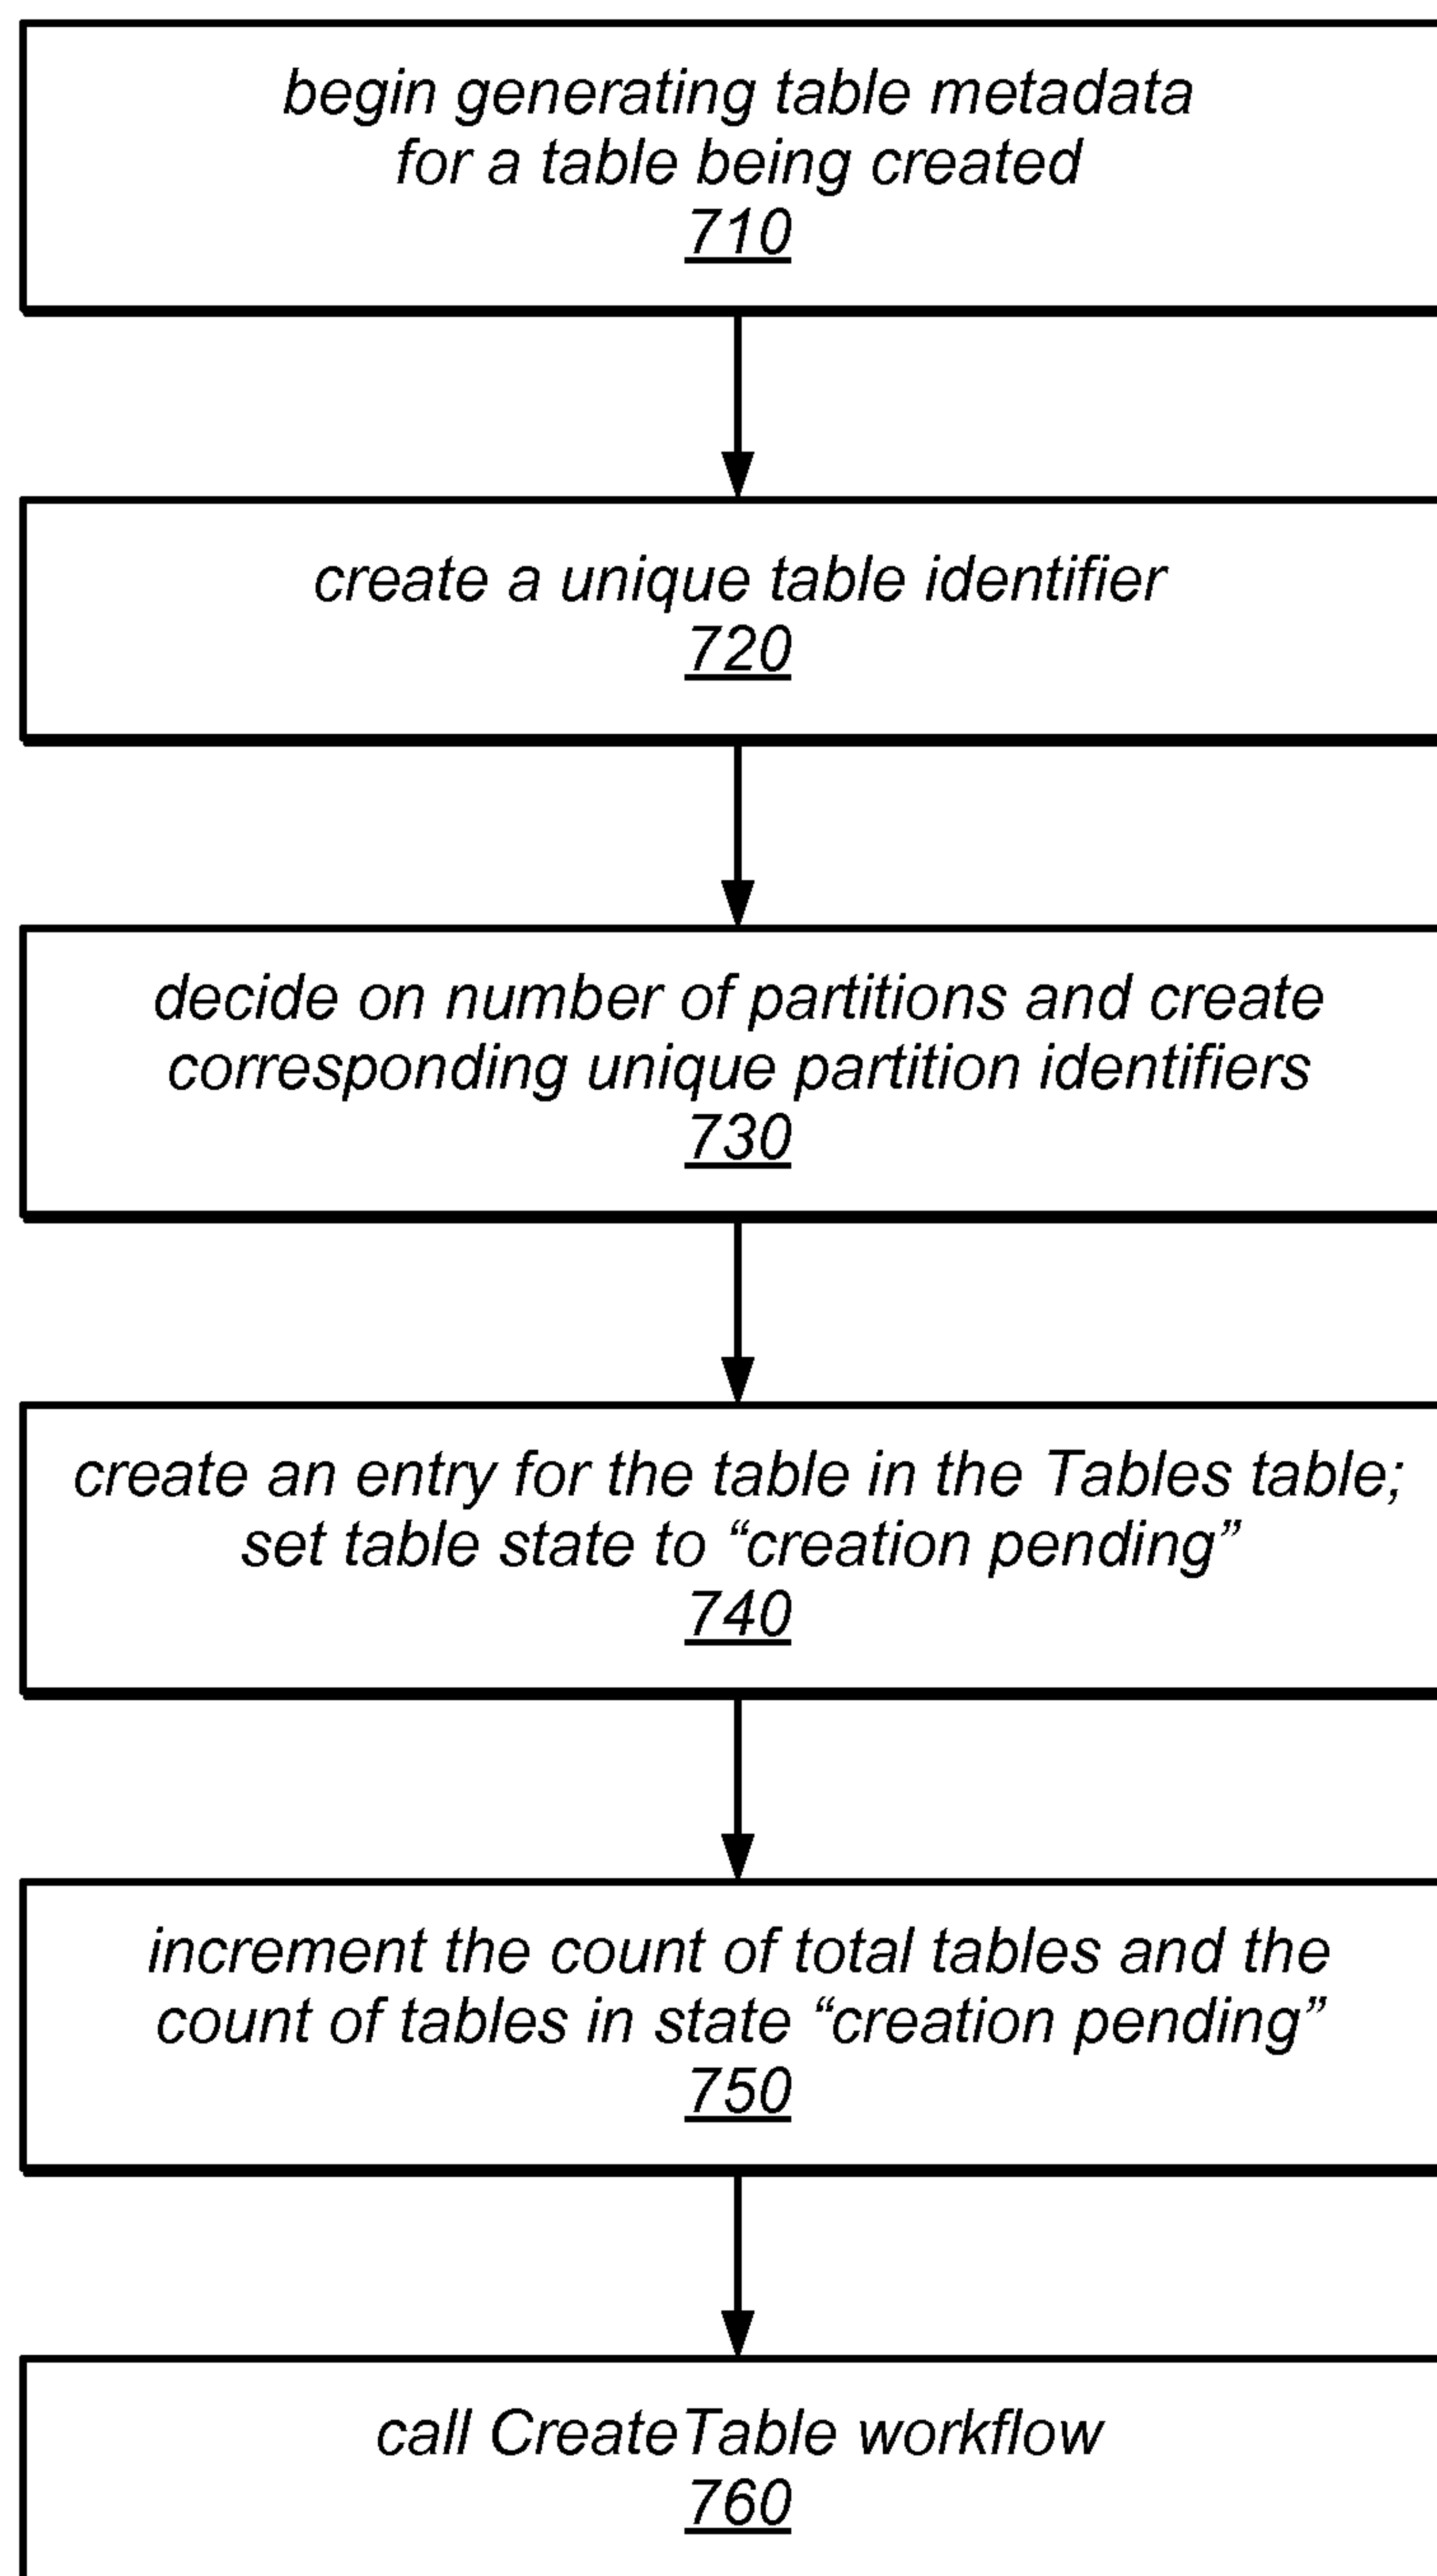 begin generating table metadata
for a table being created
710
create a unique table identifier
720
decide on number of partitions and create
corresponding unique partition identifiers
730
create an entry for the table in the Tables table;
set table state to “creation pending”
740
increment the count of total tables and the
count of tables in state “creation pending”
750
call CreateTable workflow
760